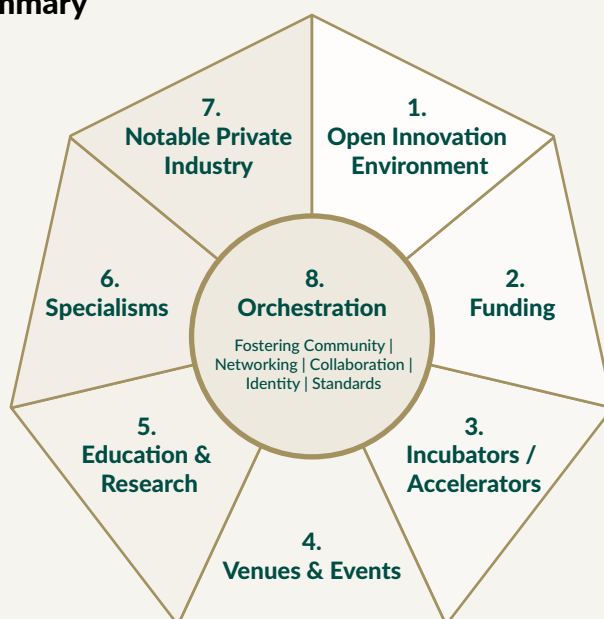 7.
Notable Private
Industry
1.
Open Innovation
Environment
6.
Specialisms
8.
Orchestration
Fostering Community |
Networking | Collaboration |
Identity | Standards
2.
Funding
5.
Education &
Research
3.
Incubators /
Accelerators
4.
Venues & Events